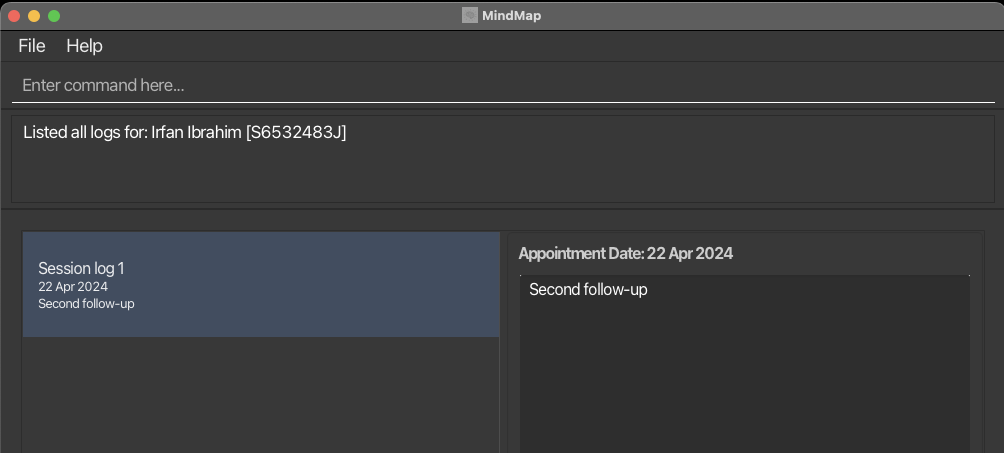 MindMap
File Help
Enter command here...
Listed all logs for: Irfan Ibrahim [S6532483J]
Session log 1
22 Apr 2024
Second follow-up
Appointment Date: 22 Apr 2024
Second follow-up